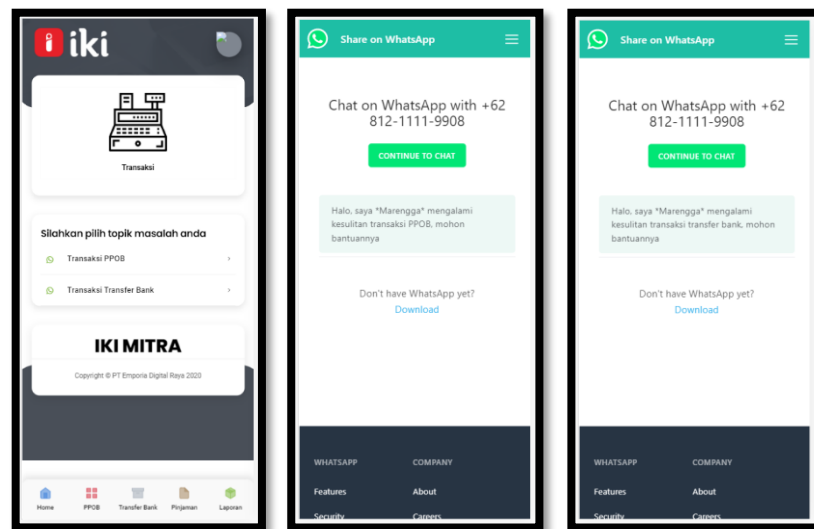 iki
Transaksi
Silahkan pilih topik masalah anda
Transaksi PPOB
Transaksi Transfer Bank
IKI MITRA
Copyright © PT Emporia Digital Raya 2020
Home PPOB Transfer Bank Pinjaman Laporan
Share on WhatsApp
Chat on WhatsApp with +62
812-1111-9908
CONTINUE TO CHAT
Halo, saya *Marengga* mengalami
kesulitan transaksi PPOB, mohon
bantuannya
Don't have WhatsApp yet?
Download
WHATSAPP COMPANY
Features About
Security Careers
Share on WhatsApp
Chat on WhatsApp with +62
812-1111-9908
CONTINUE TO CHAT
Halo, saya *Marengga* mengalami
kesulitan transaksi transfer bank, mohon
bantuannya
Don't have WhatsApp yet?
Download
WHATSAPP COMPANY
Features About
Security Careers